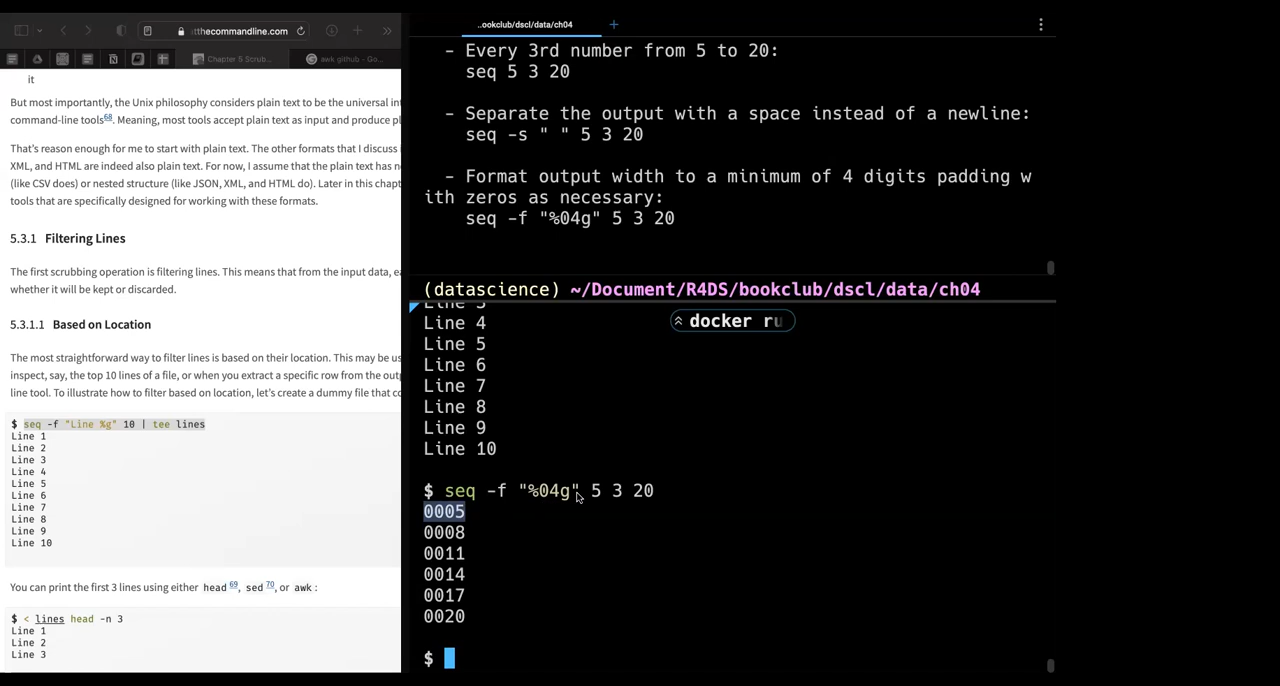 tthecommandline.com
Chapter 5 Scrub...
awk github - Go...
it
But most importantly, the Unix philosophy considers plain text to be the universal int
command-line tools68. Meaning, most tools accept plain text as input and produce pl
That's reason enough for me to start with plain text. The other formats that I discuss i
XML, and HTML are indeed also plain text. For now, I assume that the plain text has n
(like CSV does) or nested structure (like JSON, XML, and HTML do). Later in this chapt
tools that are specifically designed for working with these formats.
5.3.1 Filtering Lines
The first scrubbing operation is filtering lines. This means that from the input data, ea
whether it will be kept or discarded.
5.3.1.1 Based on Location
The most straightforward way to filter lines is based on their location. This may be us
inspect, say, the top 10 lines of a file, or when you extract a specific row from the outp
line tool. To illustrate how to filter based on location, let's create a dummy file that co
$ seq -f "Line %g" 10 | tee lines
Line 1
Line 2
Line 3
Line 4
Line 5
Line 6
Line 7
Line 8
Line 9
Line 10
You can print the first 3 lines using either head69, sed70, or awk:
$ < lines head -n 3
Line 1
Line 2
Line 3
..ookclub/dscl/data/ch04
- Every 3rd number from 5 to 20:
seq 5 3 20
- Separate the output with a space instead of a newline:
seq -s " " 5 3 20
- Format output width to a minimum of 4 digits padding w
ith zeros as necessary:
seq -f "%04g" 5 3 20
(datascience) ~/Document/R4DS/bookclub/dscl/data/ch04
Line 3
docker ru
Line 4
Line 5
Line 6
Line 7
Line 8
Line 9
Line 10
$ seq -f "%04g" 5 3 20
0005
0008
0011
0014
0017
0020
$